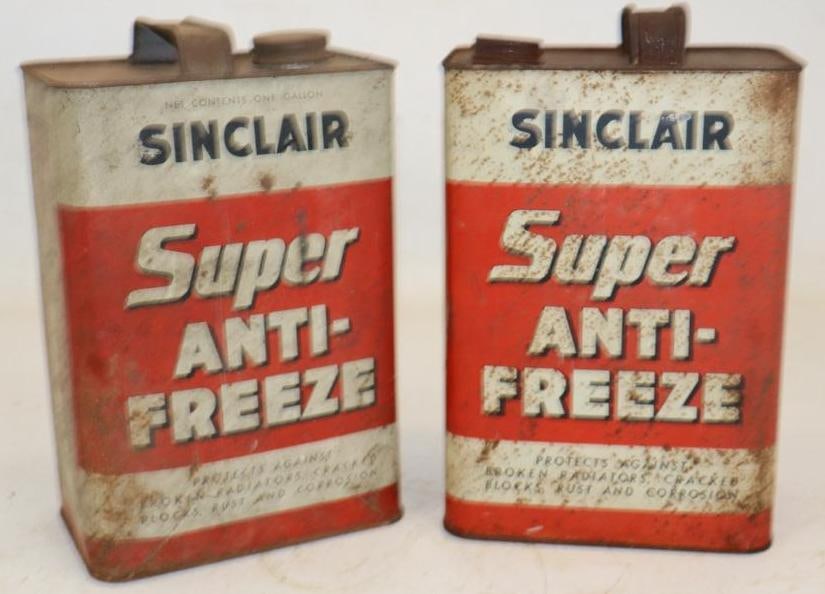 NET CONTENTS ONE GALLON
SINCLAIR
Super
ANTI-
FREEZE
PROTECTS AGAINST
BROKEN RADIATORS, CRACKED
BLOCKS, RUST AND CORROSION
SINCLAIR
Super
ANTI-
FREEZE
PROTECTS AGAINST
BROKEN RADIATORS, CRACKED
BLOCKS, RUST AND CORROSION